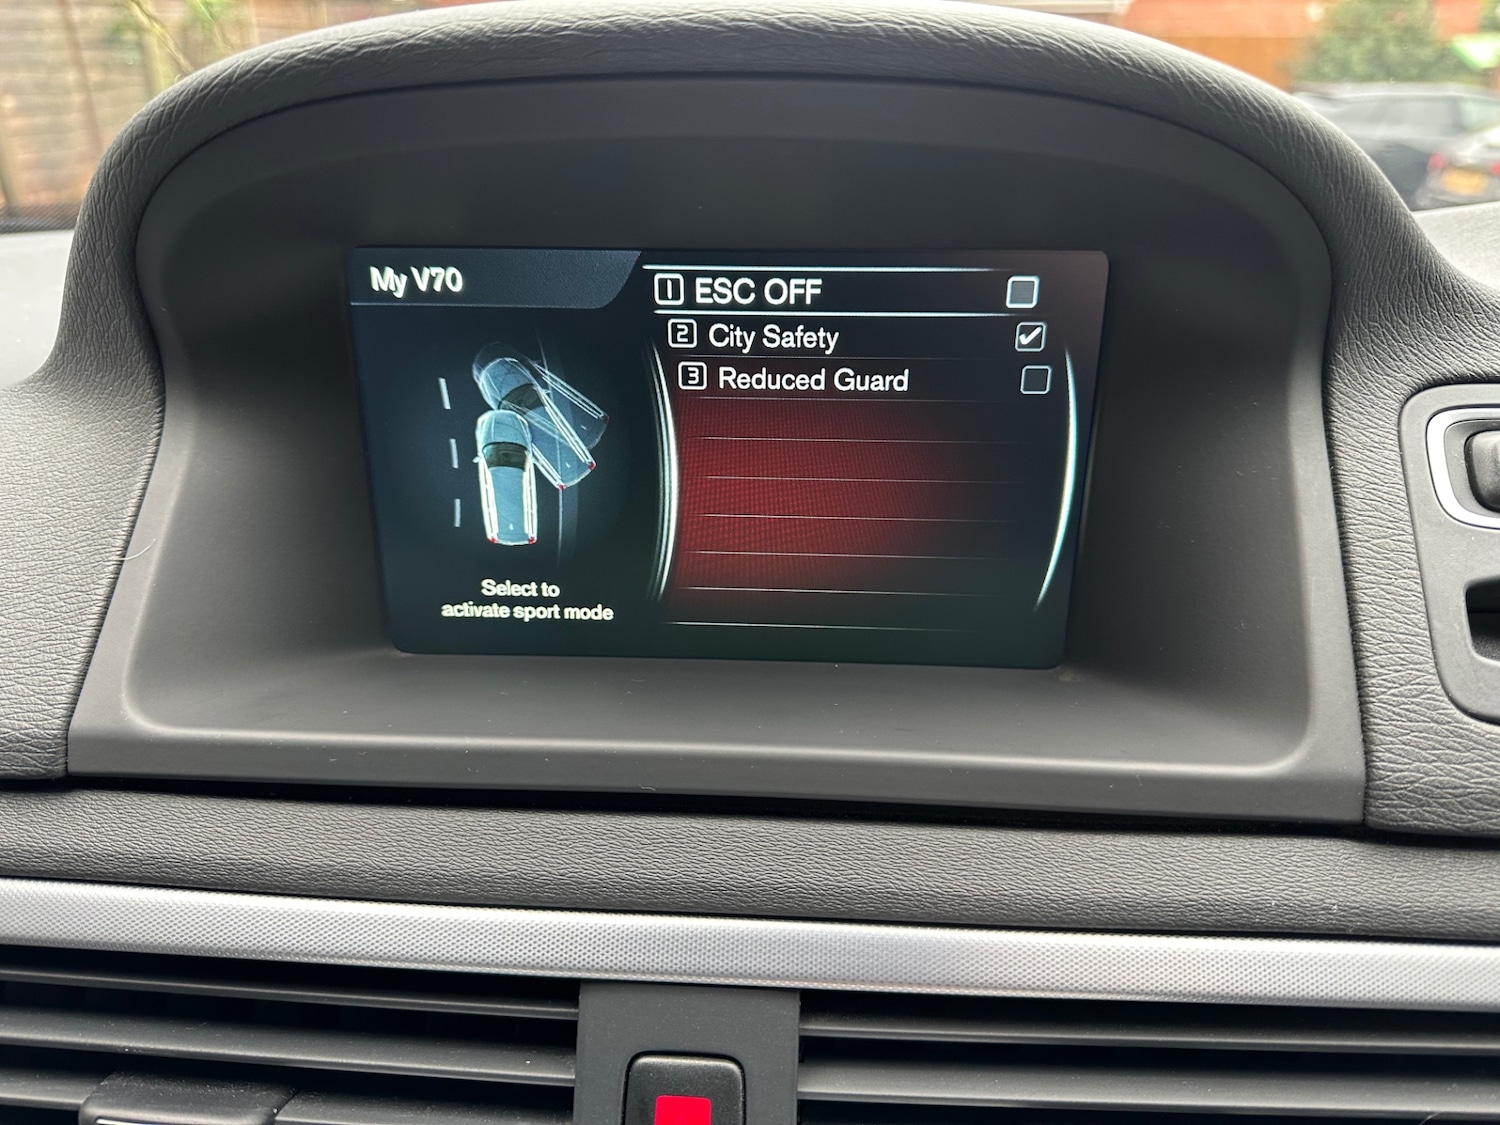 My V70
1 ESC OFF
2 City Safety
3 Reduced Guard
Select to
activate sport mode